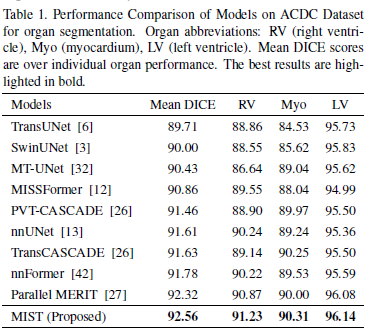 Table 1. Performance Comparison of Models on ACDC Dataset
for organ segmentation. Organ abbreviations: RV (right ventri-
cle), Myo (myocardium), LV (left ventricle). Mean DICE scores
are over individual organ performance. The best results are high-
lighted in bold.
Models Mean DICE RV Myo LV
TransUNet [6] 89.71 88.86 84.53 95.73
SwinUNet [3] 90.00 88.55 85.62 95.83
MT-UNet [32] 90.43 86.64 89.04 95.62
MISSFormer [12] 90.86 89.55 88.04 94.99
PVT-CASCADE [26] 91.46 88.90 89.97 95.50
nnUNet [13] 91.61 90.24 89.24 95.36
TransCASCADE [26] 91.63 89.14 90.25 95.50
nnFormer [42] 91.78 90.22 89.53 95.59
Parallel MERIT [27] 92.32 90.87 90.00 96.08
MIST (Proposed) 92.56 91.23 90.31 96.14